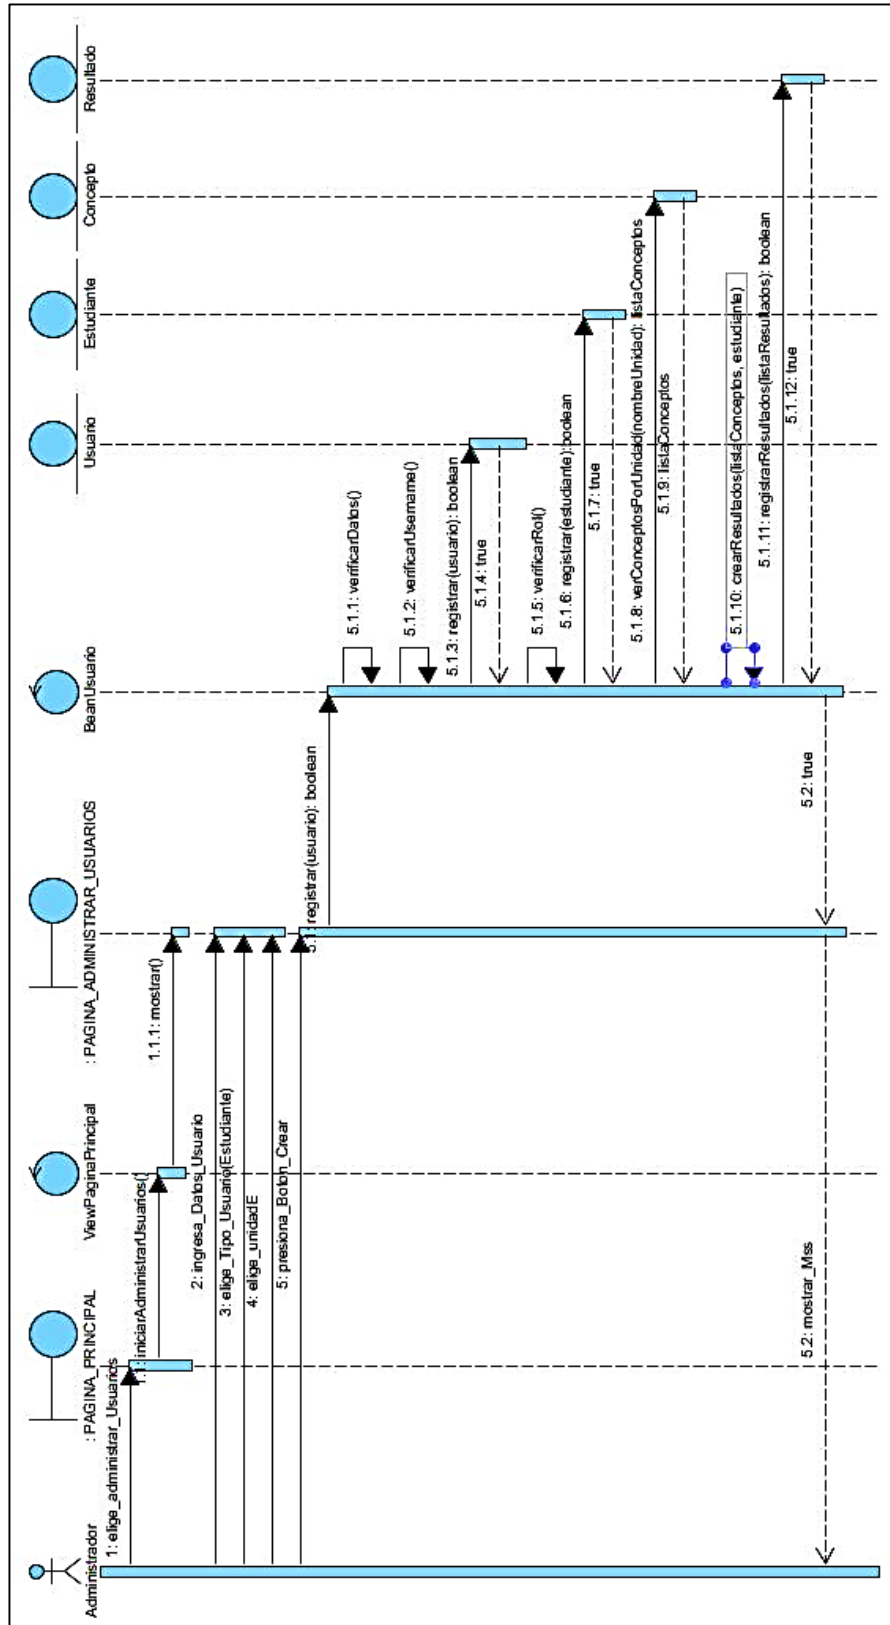 Administrador
: PAGINA_PRINCIPAL
ViewPaginaPrincipal
: PAGINA_ADMINISTRAR_USUARIOS
BeanUsuario
Usuario
Estudiante
Concepto
Resultado
1: elige_administrar_Usuarios
1.1: iniciarAdministrarUsuarios()
1.1.1: mostrar()
2: ingresa_Datos_Usuario
3: elige_Tipo_Usuario(Estudiante)
4: elige_unidadE
5: presiona_Boton_Crear
5.1: registrar(usuario): boolean
5.1.1: verificarDatos()
5.1.2: verificarUsername()
5.1.3: registrar(usuario): boolean
5.1.4: true
5.1.5: verificarRol()
5.1.6: registrar(estudiante):boolean
5.1.7: true
5.1.8: verConceptosPorUnidad(nombreUnidad): listaConceptos
5.1.9: listaConceptos
5.1.10: crearResultados(listaConceptos, estudiante)
5.1.11: registrarResultados(listaResultados): boolean
5.1.12: true
5.2: true
5.2: mostrar_Mss